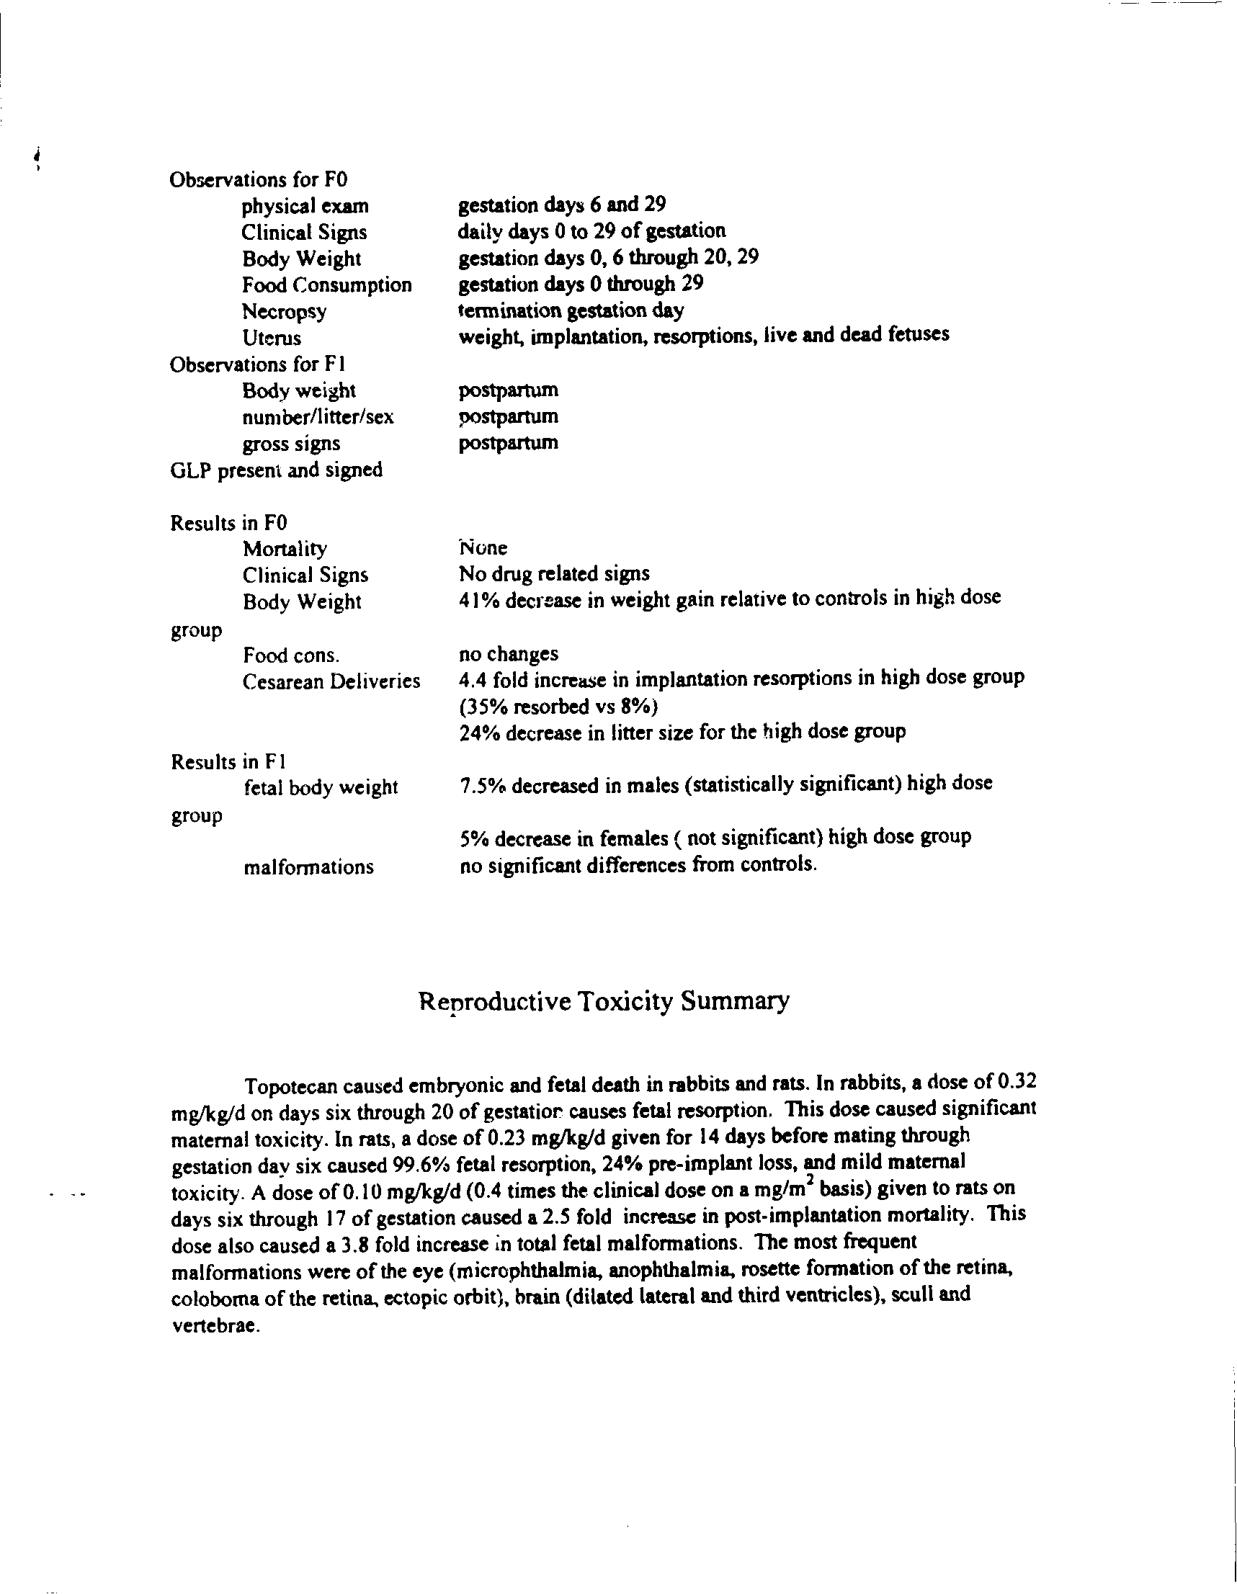 Observations for F0
physical exam gestation days 6 and 29
Clinical Signs daily days 0 to 29 of gestation
Body Weight gestation days 0, 6 through 20, 29
Food Consumption gestation days 0 through 29
Necropsy termination gestation day
Uterus weight, implantation, resorptions, live and dead fetuses
Observations for F1
Body weight postpartum
number/litter/sex postpartum
gross signs postpartum
GLP present and signed
Results in F0
Mortality None
Clinical Signs No drug related signs
Body Weight 41% decrease in weight gain relative to controls in high dose
group
Food cons. no changes
Cesarean Deliveries 4.4 fold increase in implantation resorptions in high dose group
(35% resorbed vs 8%)
24% decrease in litter size for the high dose group
Results in F1
fetal body weight 7.5% decreased in males (statistically significant) high dose
group
5% decrease in females ( not significant) high dose group
malformations no significant differences from controls.
Reproductive Toxicity Summary
Topotecan caused embryonic and fetal death in rabbits and rats. In rabbits, a dose of 0.32
mg/kg/d on days six through 20 of gestation causes fetal resorption. This dose caused significant
maternal toxicity. In rats, a dose of 0.23 mg/kg/d given for 14 days before mating through
gestation day six caused 99.6% fetal resorption, 24% pre-implant loss, and mild maternal
toxicity. A dose of 0.10 mg/kg/d (0.4 times the clinical dose on a mg/m² basis) given to rats on
days six through 17 of gestation caused a 2.5 fold increase in post-implantation mortality. This
dose also caused a 3.8 fold increase in total fetal malformations. The most frequent
malformations were of the eye (microphthalmia, anophthalmia, rosette formation of the retina,
coloboma of the retina, ectopic orbit), brain (dilated lateral and third ventricles), scull and
vertebrae.